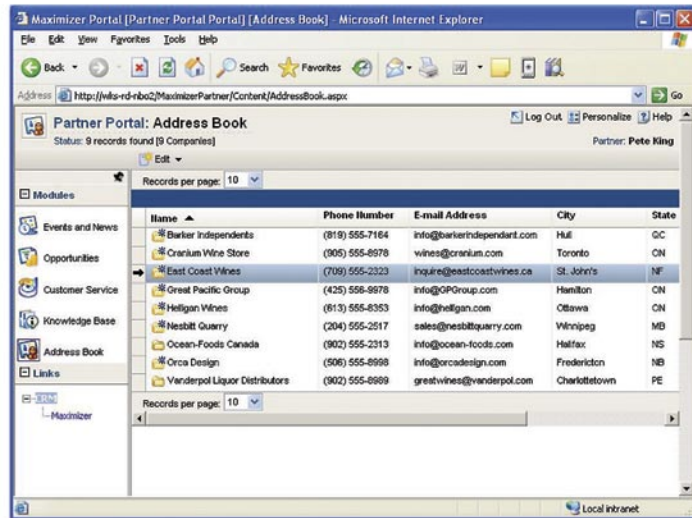 Maximizer Portal [Partner Portal Portal] [Address Book] - Microsoft Internet Explorer
File Edit View Favorites Tools Help
Back Search Favorites
Address http://wks-rd-nbo2/MaximizerPartner/Content/AddressBook.aspx Go
Partner Portal: Address Book Log Out Personalize Help
Status: 9 records found [9 Companies] Partner: Pete King
Edit
Records per page: 10
Modules
Events and News
Opportunities
Customer Service
Knowledge Base
Address Book
Links
CRM
Maximizer
Name Phone Number E-mail Address City State
Barker Independents (819) 555-7164 info@barkerindependant.com Hull QC
Cranium Wine Store (905) 555-8978 wines@cranium.com Toronto ON
East Coast Wines (709) 555-2323 inquire@eastcoastwines.ca St. John's NF
Great Pacific Group (425) 556-9978 info@GPGroup.com Hamilton ON
Helligan Wines (613) 555-8353 info@helligan.com Ottawa ON
Nesbitt Quarry (204) 555-2517 sales@nesbittquarry.com Winnipeg MB
Ocean-Foods Canada (902) 555-2313 info@ocean-foods.com Halifax NS
Orca Design (506) 555-8998 info@orcadesign.com Fredericton NB
Vanderpol Liquor Distributors (902) 555-8989 greatwines@vanderpol.com Charlottetown PE
Records per page: 10
Local intranet